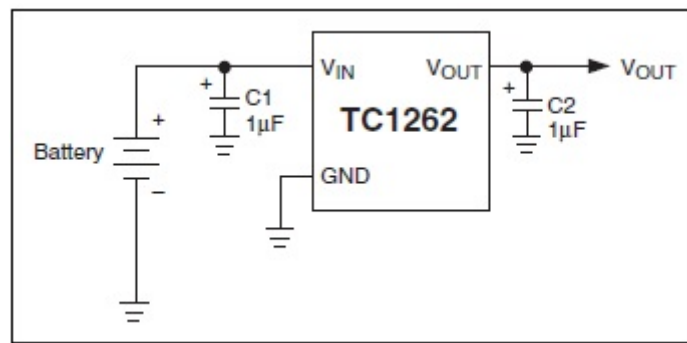 VIN
VOUT
VOUT
+
C1
1µF
TC1262
+
C2
1µF
+
Battery
GND
–